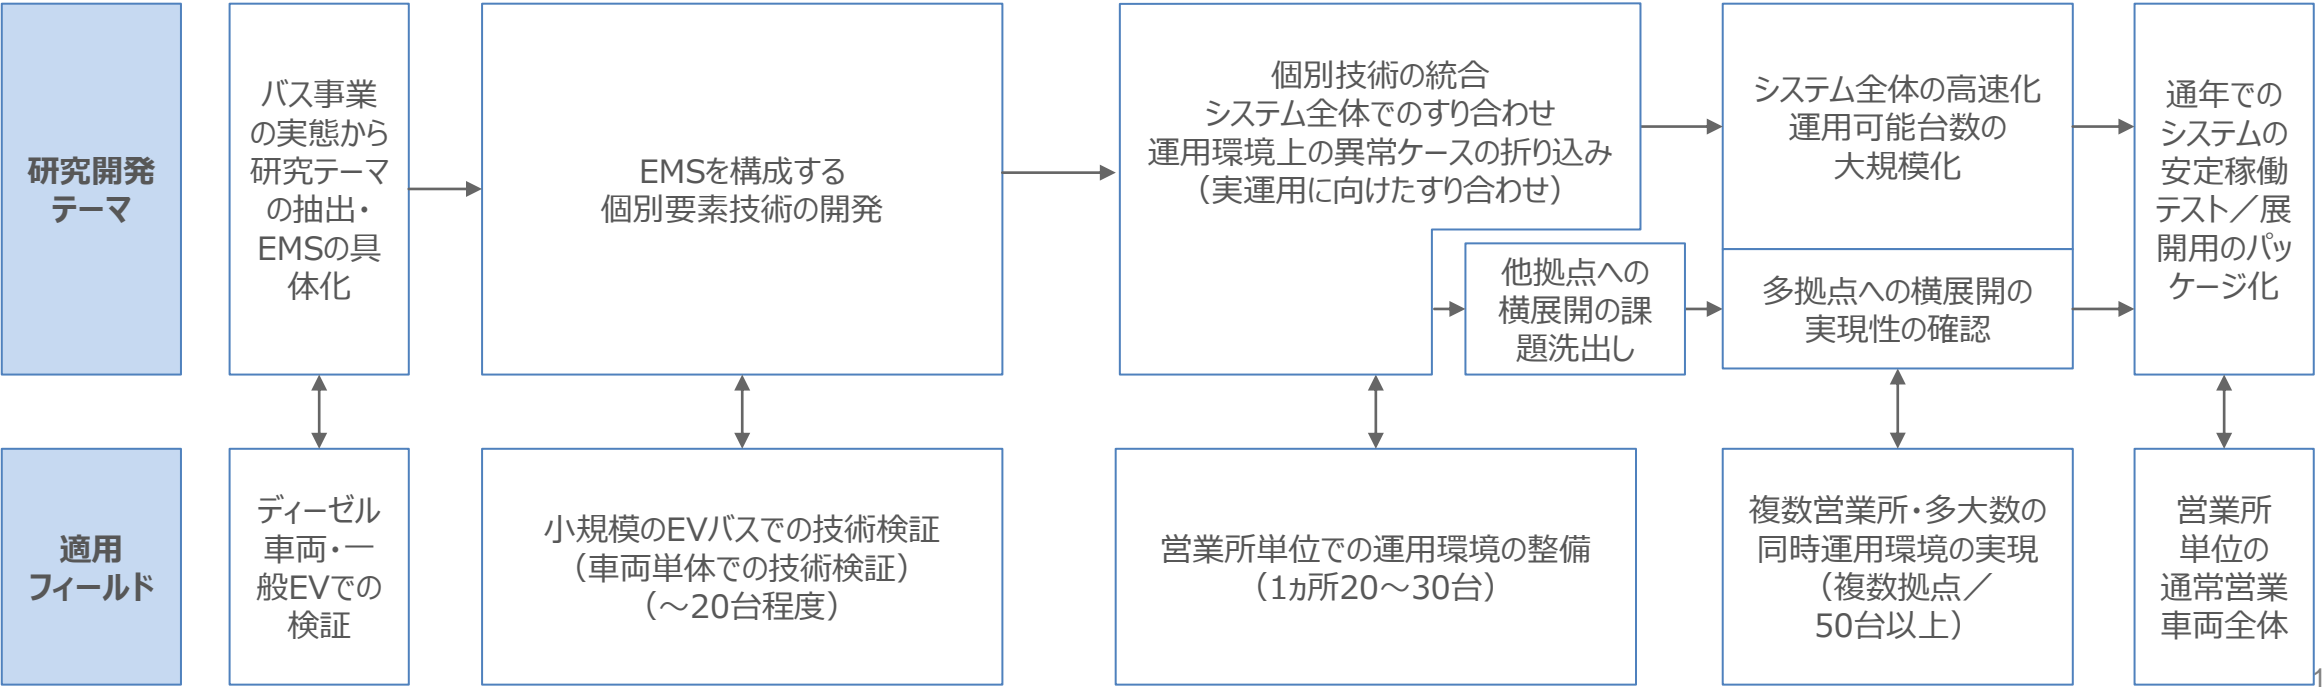 研究開発
テーマ
バス事業
の実態から
研究テーマ
の抽出・
EMSの具
体化
EMSを構成する
個別要素技術の開発
個別技術の統合
システム全体でのすり合わせ
運用環境上の異常ケースの折り込み
（実運用に向けたすり合わせ）
他拠点への
横展開の課
題洗出し
システム全体の高速化
運用可能台数の
大規模化
多拠点への横展開の
実現性の確認
通年での
システムの
安定稼働
テスト／展
開用のパッ
ケージ化
適用
フィールド
ディーゼル
車両・一
般EVでの
検証
小規模のEVバスでの技術検証
（車両単体での技術検証）
（～20台程度）
営業所単位での運用環境の整備
（1ヵ所20～30台）
複数営業所・多大数の
同時運用環境の実現
（複数拠点／
50台以上）
営業所
単位の
通常営業
車両全体